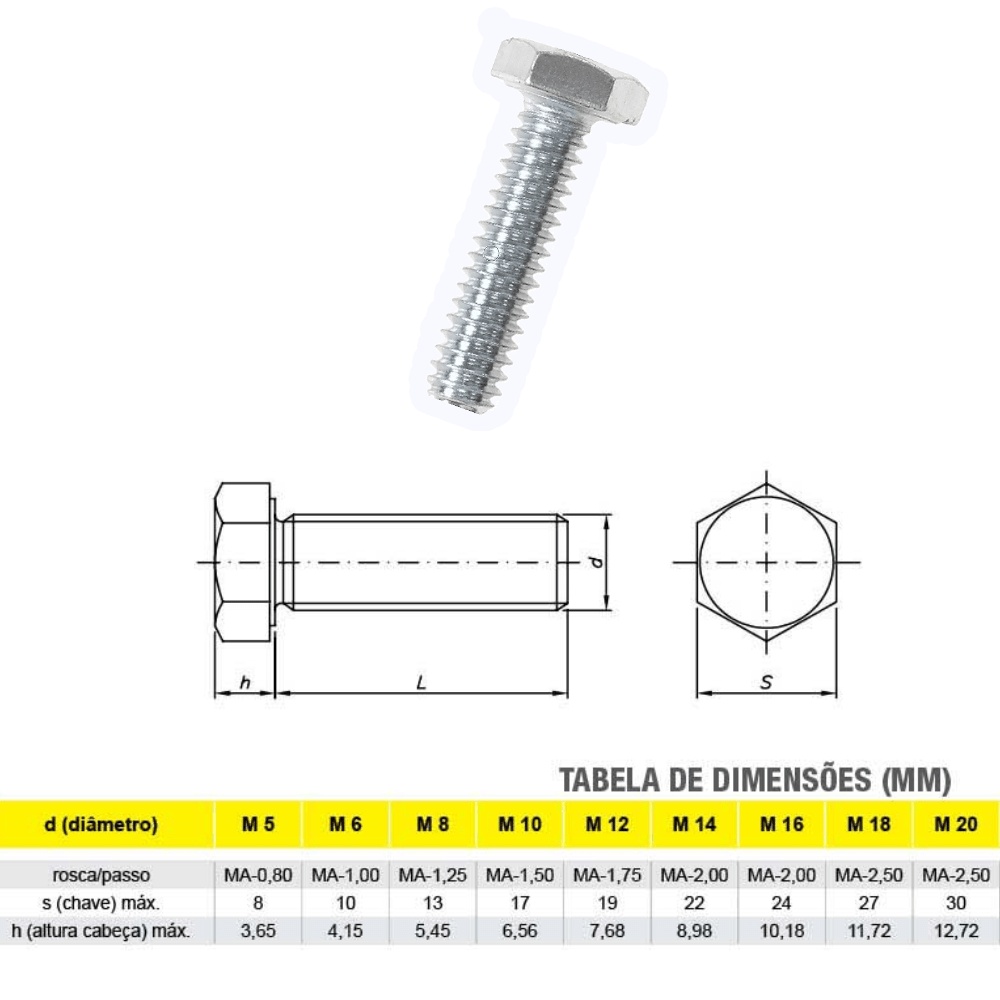 d
h
L
S
TABELA DE DIMENSÕES (MM)
d (diâmetro) M 5 M 6 M 8 M 10 M 12 M 14 M 16 M 18 M 20
rosca/passo MA-0,80 MA-1,00 MA-1,25 MA-1,50 MA-1,75 MA-2,00 MA-2,00 MA-2,50 MA-2,50
s (chave) máx. 8 10 13 17 19 22 24 27 30
h (altura cabeça) máx. 3,65 4,15 5,45 6,56 7,68 8,98 10,18 11,72 12,72